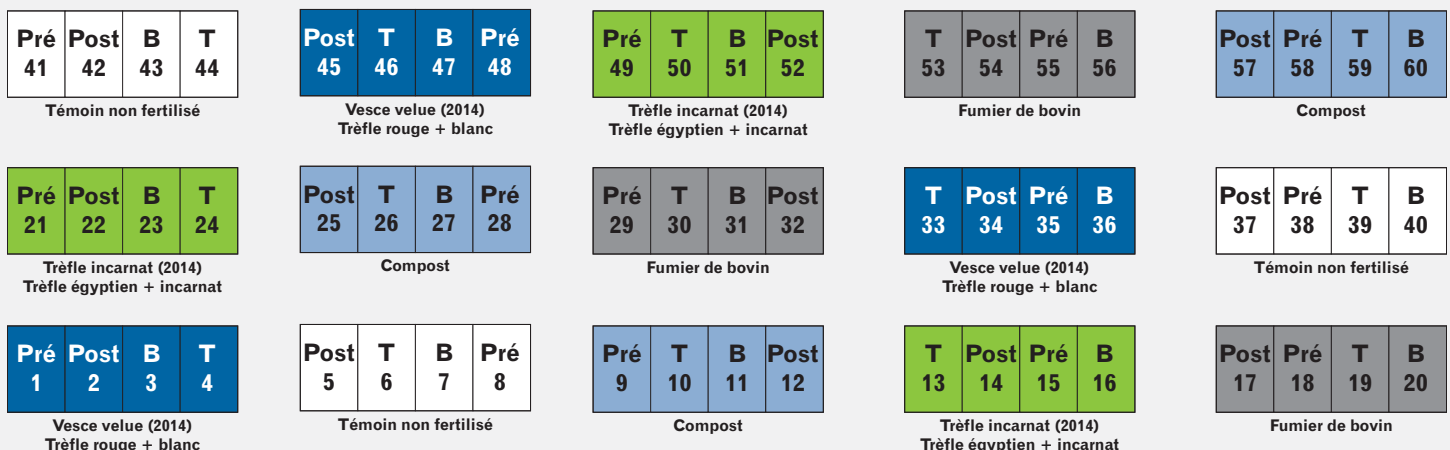 Pré Post B T
41 42 43 44
Témoin non fertilisé
Post T B Pré
45 46 47 48
Vesce velue (2014)
Trèfle rouge + blanc
Pré T B Post
49 50 51 52
Trèfle incarnat (2014)
Trèfle égyptien + incarnat
T Post Pré B
53 54 55 56
Fumier de bovin
Post Pré T B
57 58 59 60
Compost
Pré Post B T
21 22 23 24
Trèfle incarnat (2014)
Trèfle égyptien + incarnat
Post T B Pré
25 26 27 28
Compost
Pré T B Post
29 30 31 32
Fumier de bovin
T Post Pré B
33 34 35 36
Vesce velue (2014)
Trèfle rouge + blanc
Post Pré T B
37 38 39 40
Témoin non fertilisé
Pré Post B T
1 2 3 4
Vesce velue (2014)
Trèfle rouge + blanc
Post T B Pré
5 6 7 8
Témoin non fertilisé
Pré T B Post
9 10 11 12
Compost
T Post Pré B
13 14 15 16
Trèfle incarnat (2014)
Trèfle égyptien + incarnat
Post Pré T B
17 18 19 20
Fumier de bovin